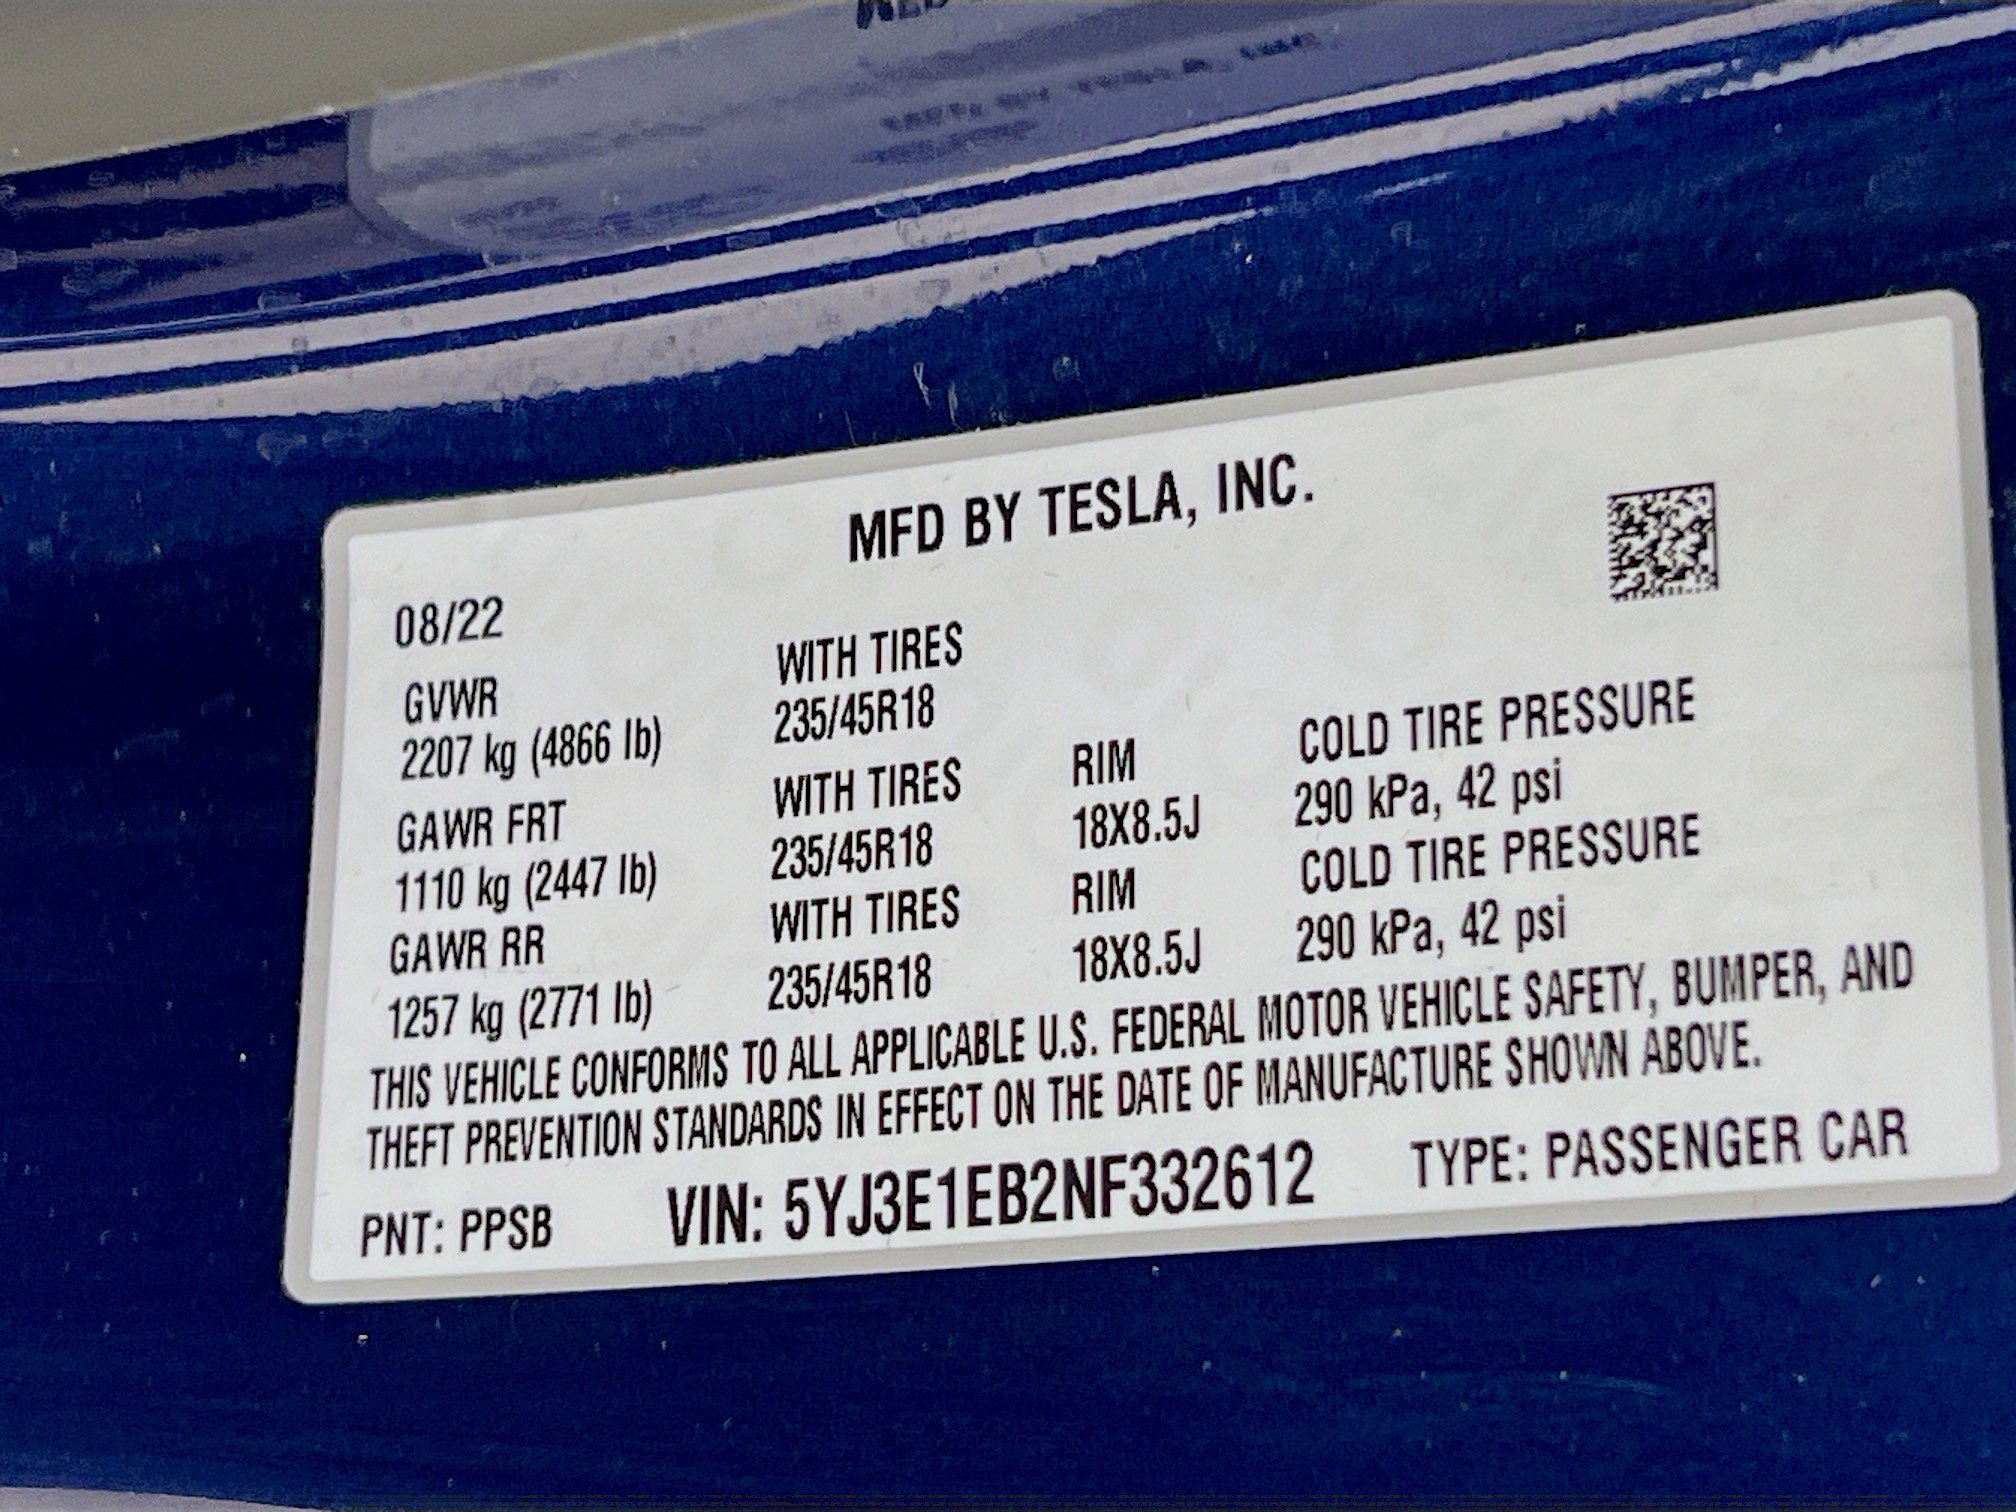 MFD BY TESLA, INC.
08/22
GVWR WITH TIRES
2207 kg (4866 lb) 235/45R18
GAWR FRT WITH TIRES RIM COLD TIRE PRESSURE
1110 kg (2447 lb) 235/45R18 18X8.5J 290 kPa, 42 psi
GAWR RR WITH TIRES RIM COLD TIRE PRESSURE
1257 kg (2771 lb) 235/45R18 18X8.5J 290 kPa, 42 psi
THIS VEHICLE CONFORMS TO ALL APPLICABLE U.S. FEDERAL MOTOR VEHICLE SAFETY, BUMPER, AND
THEFT PREVENTION STANDARDS IN EFFECT ON THE DATE OF MANUFACTURE SHOWN ABOVE.
PNT: PPSB VIN: 5YJ3E1EB2NF332612 TYPE: PASSENGER CAR